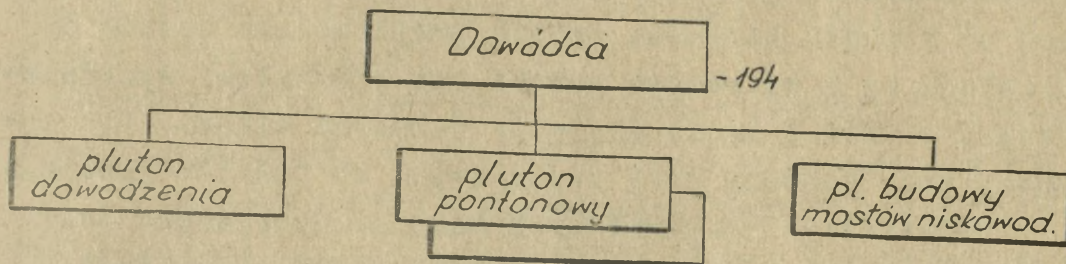 Dowódca
- 194
pluton
dowodzenia
pluton
pontonowy
pl. budowy
mostów niskowod.